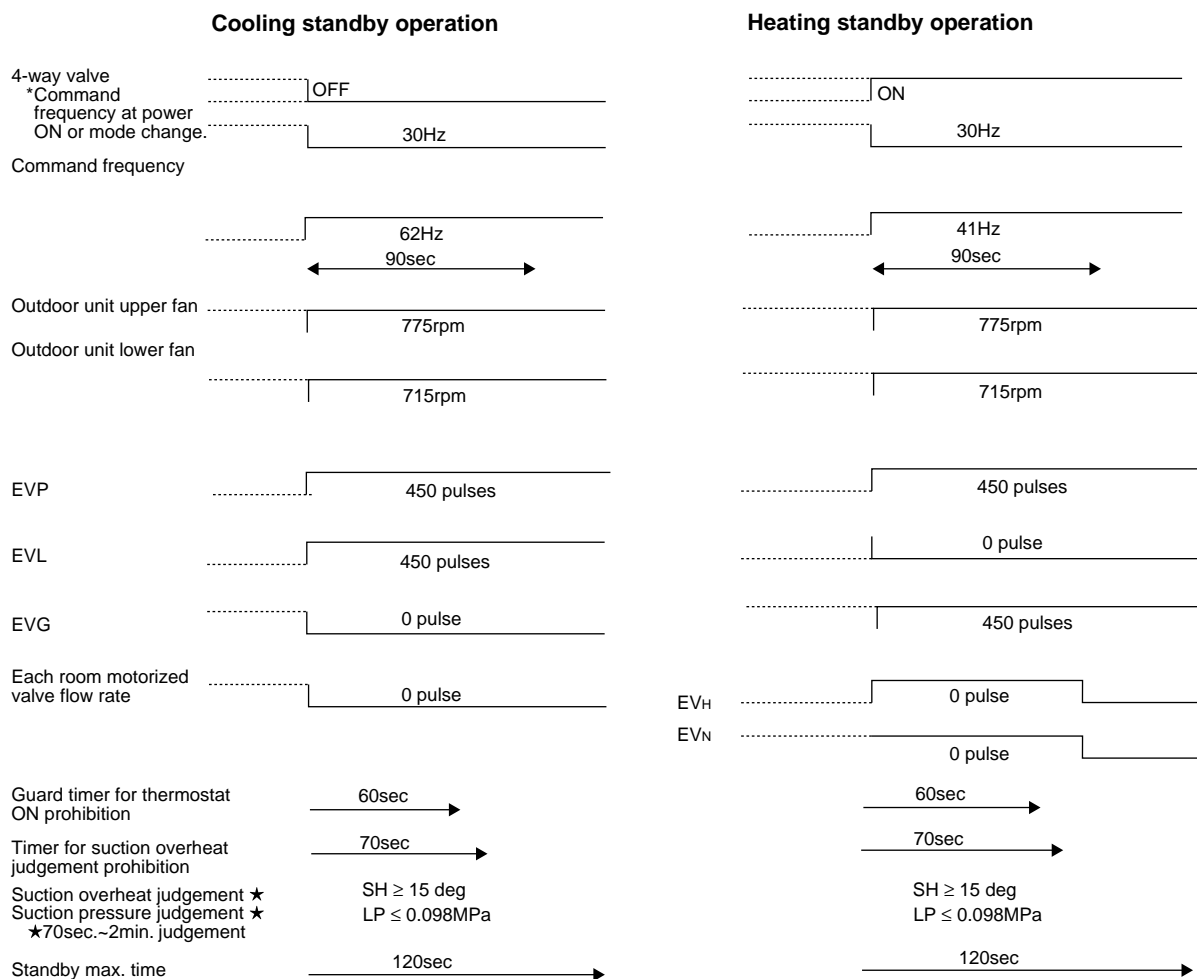 Cooling standby operation
Heating standby operation
4-way valve
OFF
ON
*Command
frequency at power
ON or mode change.
30Hz
30Hz
Command frequency
62Hz
41Hz
90sec
90sec
Outdoor unit upper fan
775rpm
775rpm
Outdoor unit lower fan
715rpm
715rpm
EVP
450 pulses
450 pulses
EVL
450 pulses
0 pulse
EVG
0 pulse
450 pulses
Each room motorized
valve flow rate
0 pulse
EVH
0 pulse
EVN
0 pulse
Guard timer for thermostat
ON prohibition
60sec
60sec
Timer for suction overheat
judgement prohibition
70sec
70sec
Suction overheat judgement ★
SH ≥ 15 deg
SH ≥ 15 deg
Suction pressure judgement ★
LP ≤ 0.098MPa
LP ≤ 0.098MPa
★70sec.~2min. judgement
Standby max. time
120sec
120sec